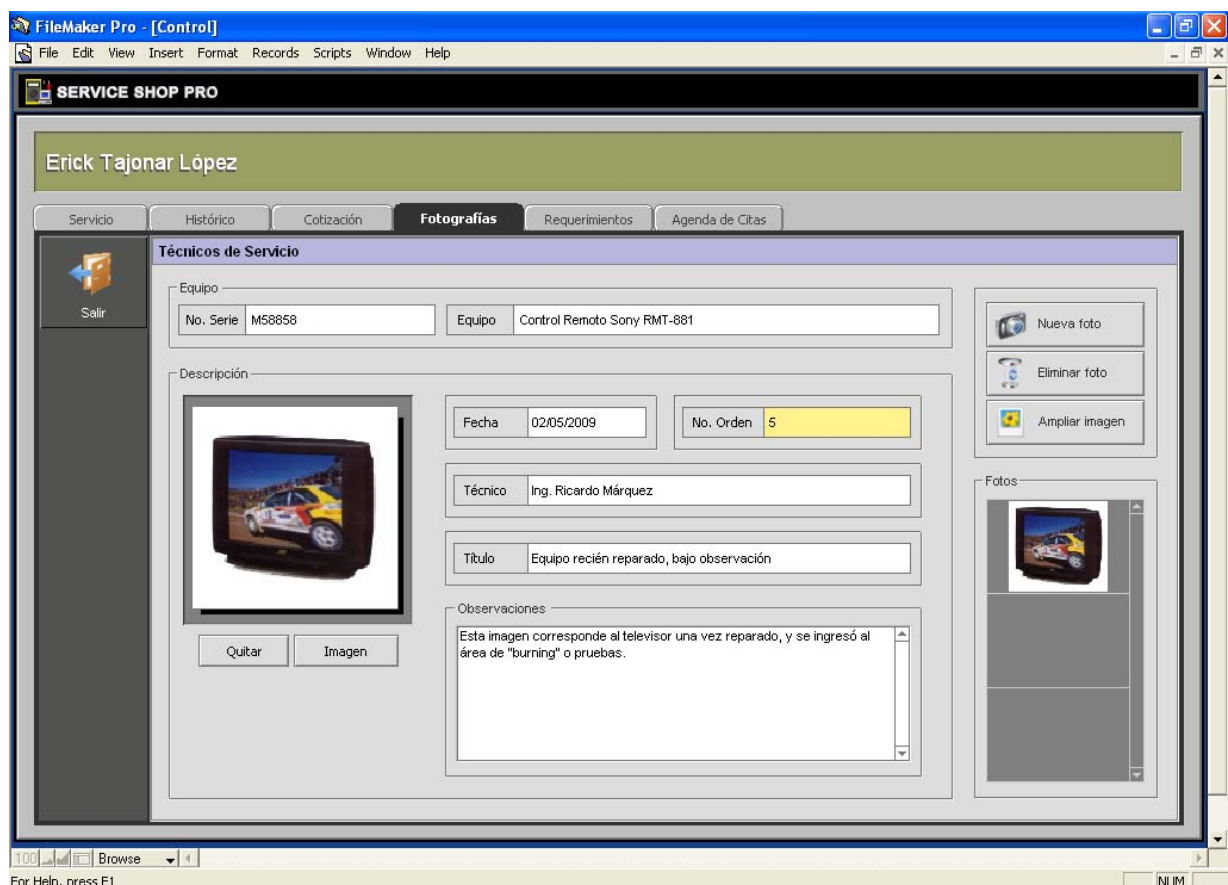 FileMaker Pro - [Control]
File Edit View Insert Format Records Scripts Window Help
SERVICE SHOP PRO
Erick Tajonar López
Servicio Histórico Cotización Fotografías Requerimientos Agenda de Citas
Salir
Técnicos de Servicio
Equipo
No. Serie M58858 Equipo Control Remoto Sony RMT-881
Nueva foto
Eliminar foto
Ampliar imagen
Descripción
Fecha 02/05/2009 No. Orden 5
Técnico Ing. Ricardo Márquez
Título Equipo recién reparado, bajo observación
Observaciones
Esta imagen corresponde al televisor una vez reparado, y se ingresó al
área de "burning" o pruebas.
Quitar Imagen
Fotos
100 Browse
For Help, press F1 NUM